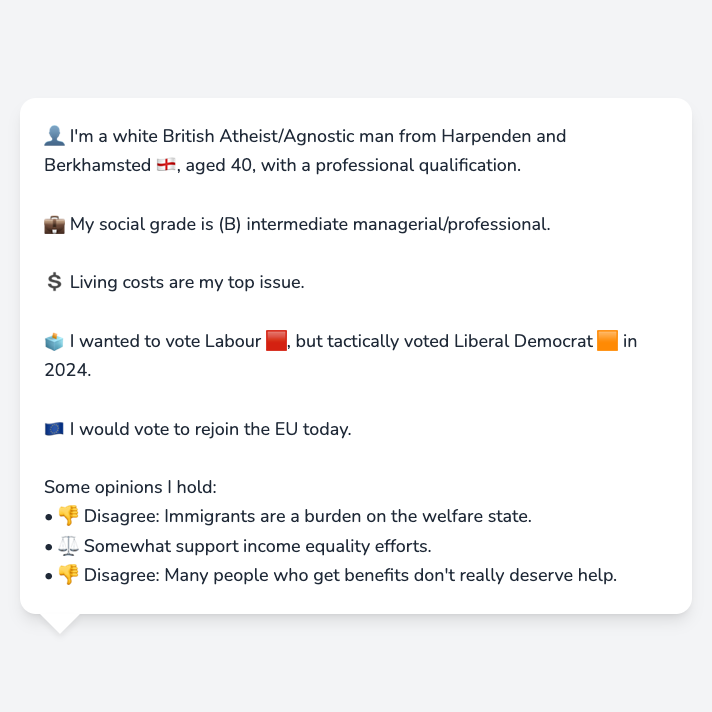 👤 I'm a white British Atheist/Agnostic man from Harpenden and
Berkhamsted 🏴󠁧󠁢󠁥󠁮󠁧󠁿, aged 40, with a professional qualification.
💼 My social grade is (B) intermediate managerial/professional.
💲 Living costs are my top issue.
🗳️ I wanted to vote Labour 🟥, but tactically voted Liberal Democrat 🟧 in
2024.
🇪🇺 I would vote to rejoin the EU today.
Some opinions I hold:
• 👎 Disagree: Immigrants are a burden on the welfare state.
• ⚖️ Somewhat support income equality efforts.
• 👎 Disagree: Many people who get benefits don't really deserve help.